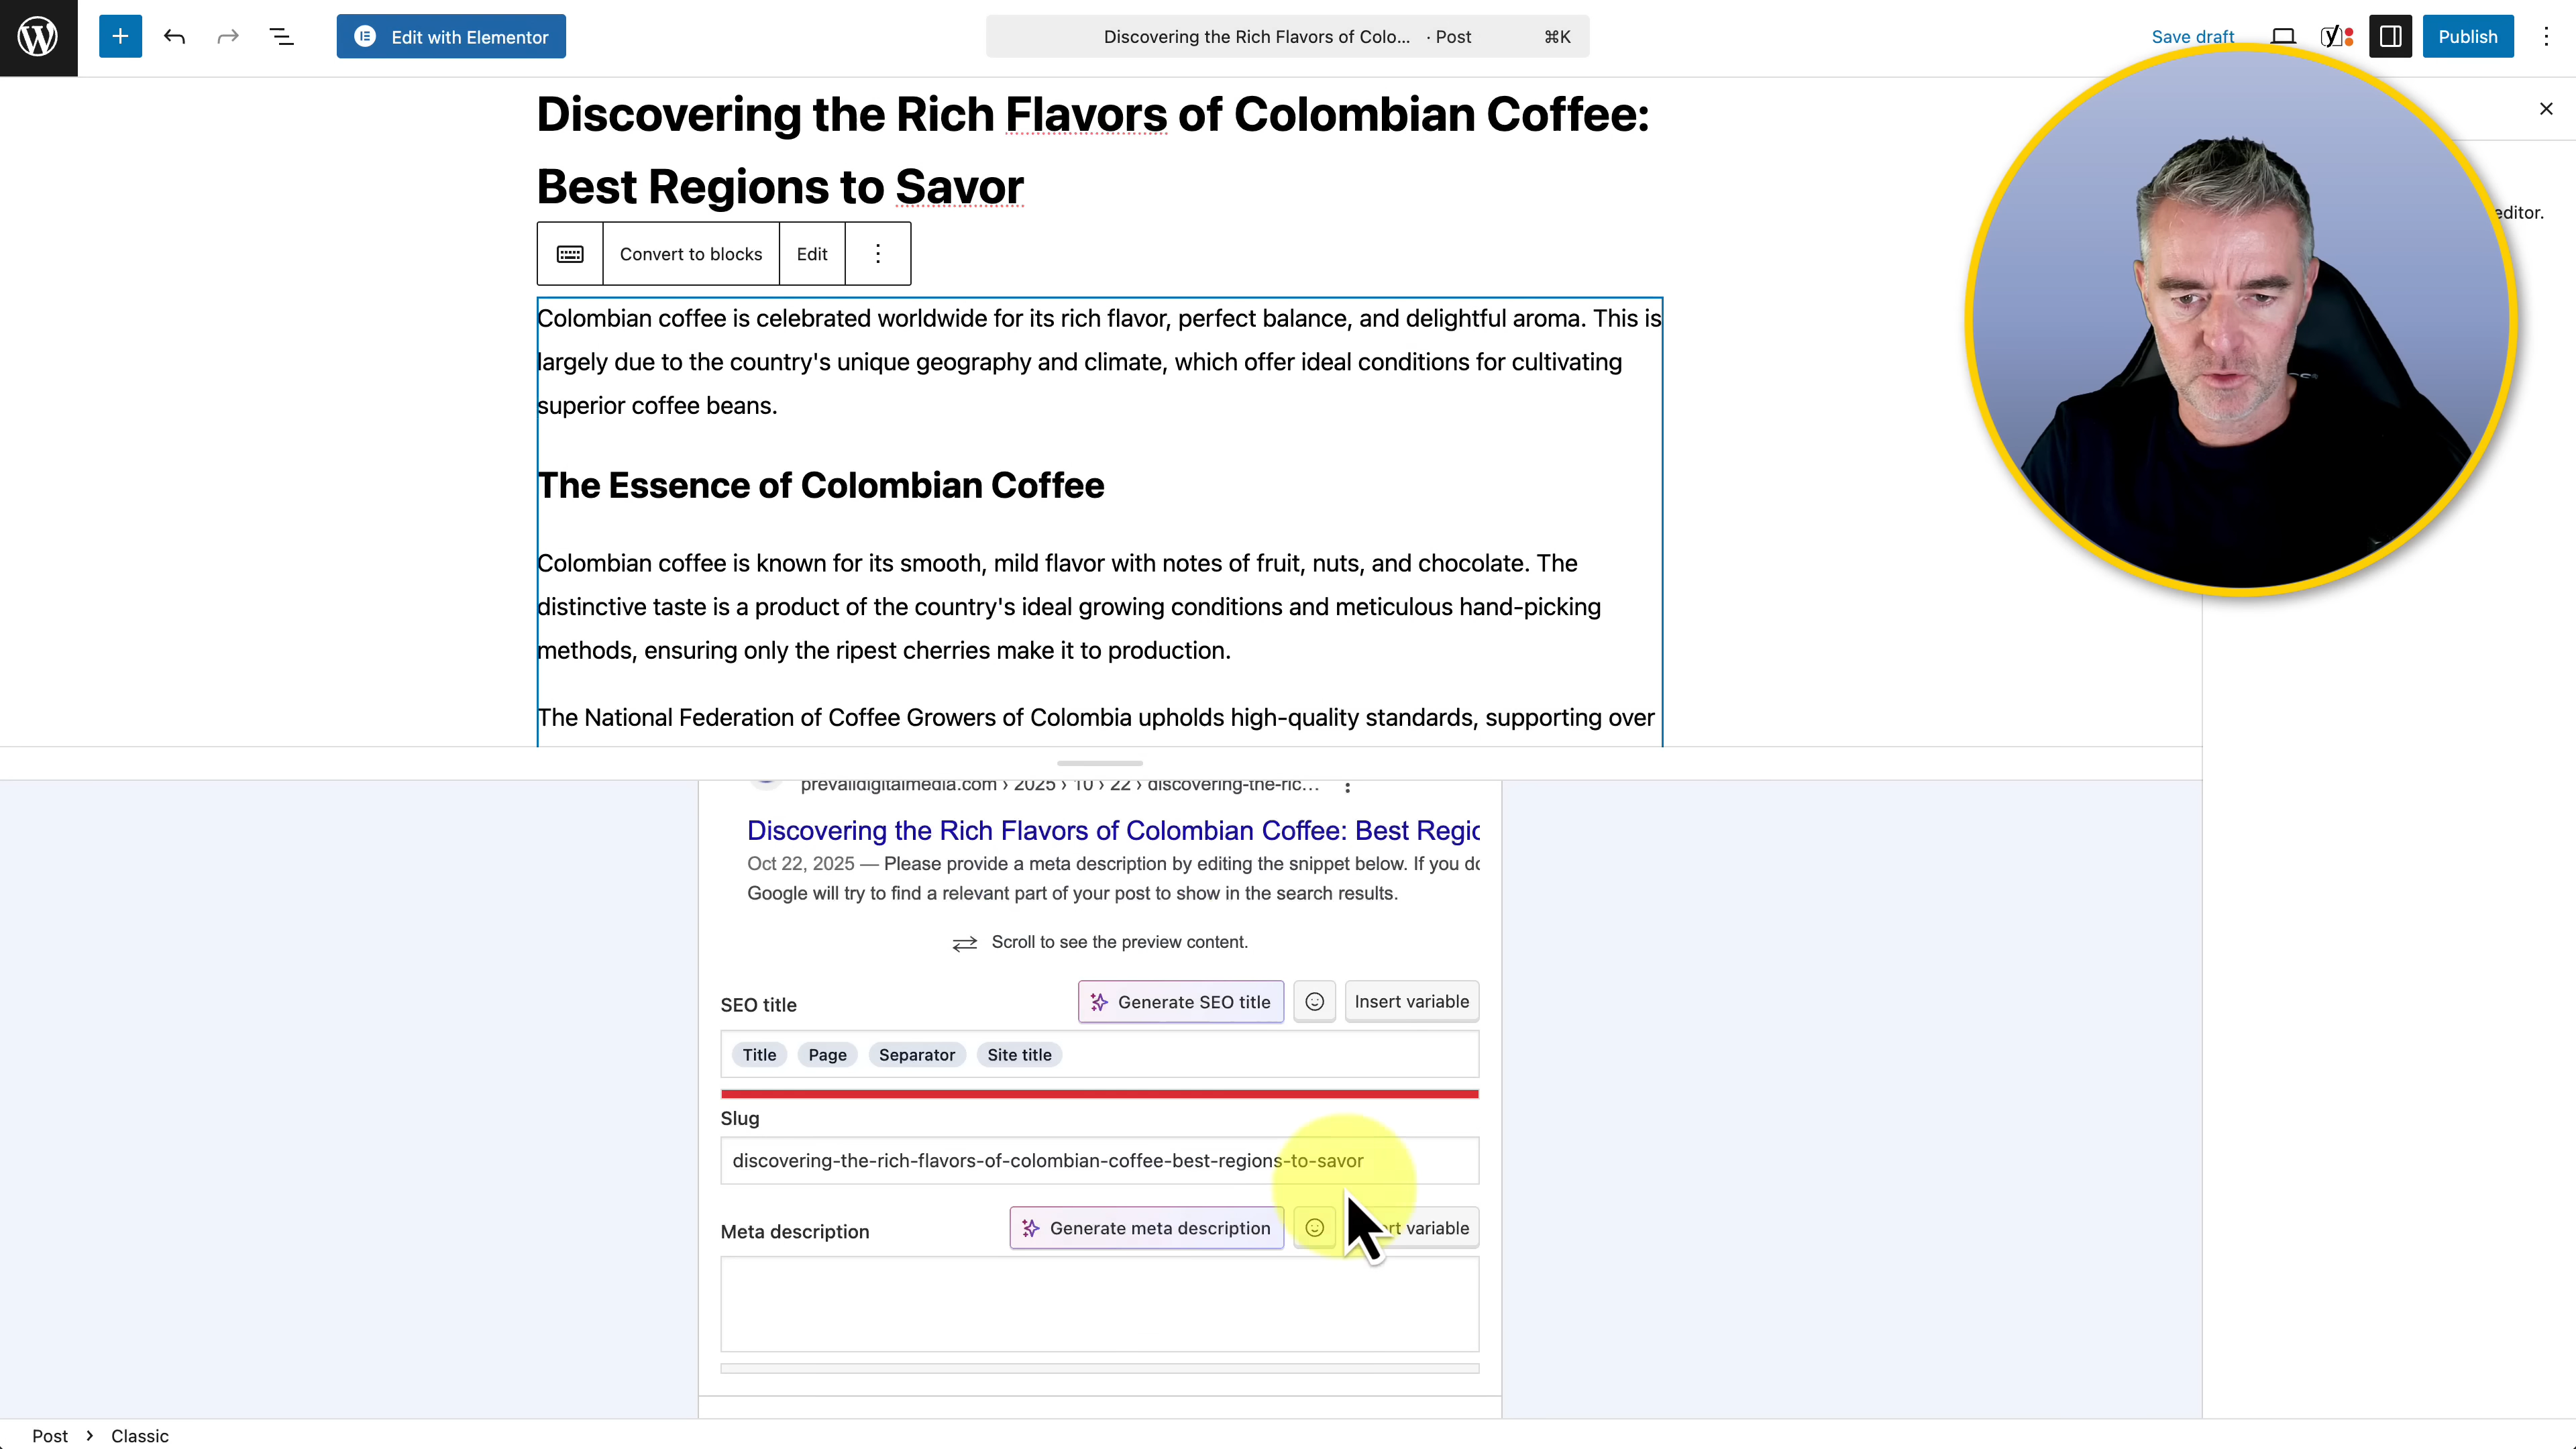 Edit with Elementor
Discovering the Rich Flavors of Colo... · Post ⌘K
Save draft
Publish
Discovering the Rich Flavors of Colombian Coffee:
Best Regions to Savor
Convert to blocks Edit
editor.
Colombian coffee is celebrated worldwide for its rich flavor, perfect balance, and delightful aroma. This is
largely due to the country's unique geography and climate, which offer ideal conditions for cultivating
superior coffee beans.
The Essence of Colombian Coffee
Colombian coffee is known for its smooth, mild flavor with notes of fruit, nuts, and chocolate. The
distinctive taste is a product of the country's ideal growing conditions and meticulous hand-picking
methods, ensuring only the ripest cherries make it to production.
The National Federation of Coffee Growers of Colombia upholds high-quality standards, supporting over
prevaildigitalmedia.com › 2025 › 10 › 22 › discovering-the-ric...
Discovering the Rich Flavors of Colombian Coffee: Best Regio
Oct 22, 2025 — Please provide a meta description by editing the snippet below. If you do
Google will try to find a relevant part of your post to show in the search results.
Scroll to see the preview content.
SEO title Generate SEO title Insert variable
Title Page Separator Site title
Slug
discovering-the-rich-flavors-of-colombian-coffee-best-regions-to-savor
Meta description Generate meta description variable
Post › Classic